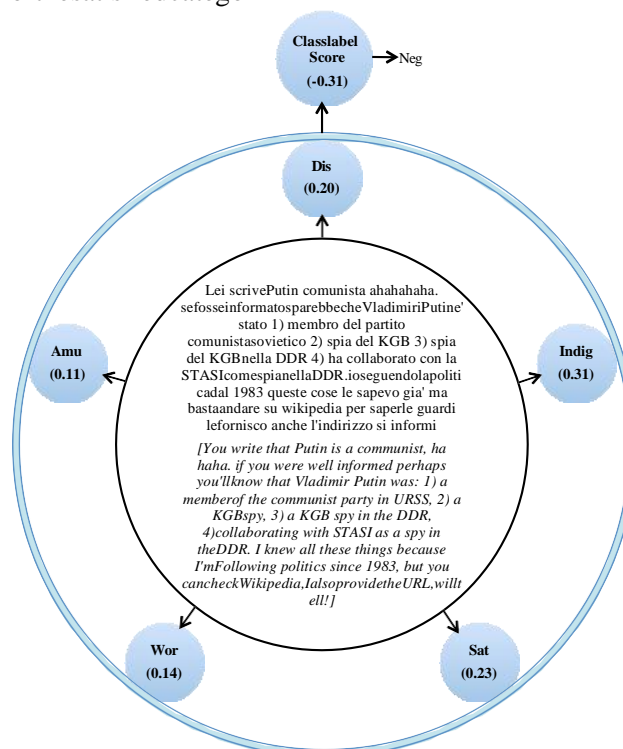 Classlabel
Score
(-0.31)
Neg
Dis
(0.20)
Amu
(0.11)
Indig
(0.31)
Lei scrivePutin comunista ahahahaha.
sefosseinformatosparebbecheVladimiriPutine'
stato 1) membro del partito
comunistasovietico 2) spia del KGB 3) spia
del KGBnella DDR 4) ha collaborato con la
STASIcomespianellaDDR.ioseguendolapoliti
cadal 1983 queste cose le sapevo gia' ma
bastaandare su wikipedia per saperle guardi
lefornisco anche l'indirizzo si informi
[You write that Putin is a communist, ha
haha. if you were well informed perhaps
you'llknow that Vladimir Putin was: 1) a
memberof the communist party in URSS, 2) a
KGBspy, 3) a KGB spy in the DDR,
4)collaborating with STASI as a spy in
theDDR. I knew all these things because
I'mFollowing politics since 1983, but you
cancheckWikipedia,IalsoprovidetheURL,willt
ell!]
Wor
(0.14)
Sat
(0.23)